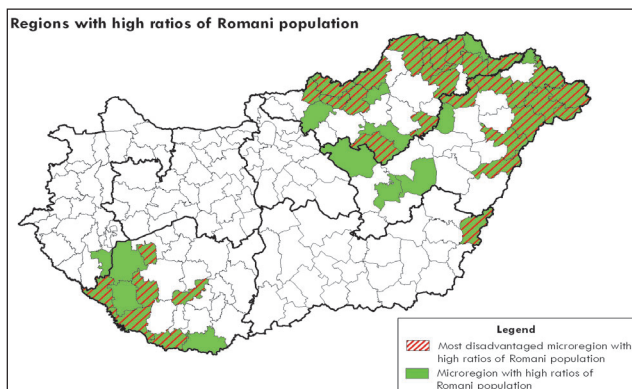 Regions with high ratios of Romani population
Legend
Most disadvantaged microregion with
high ratios of Romani population
Microregion with high ratios of
Romani population